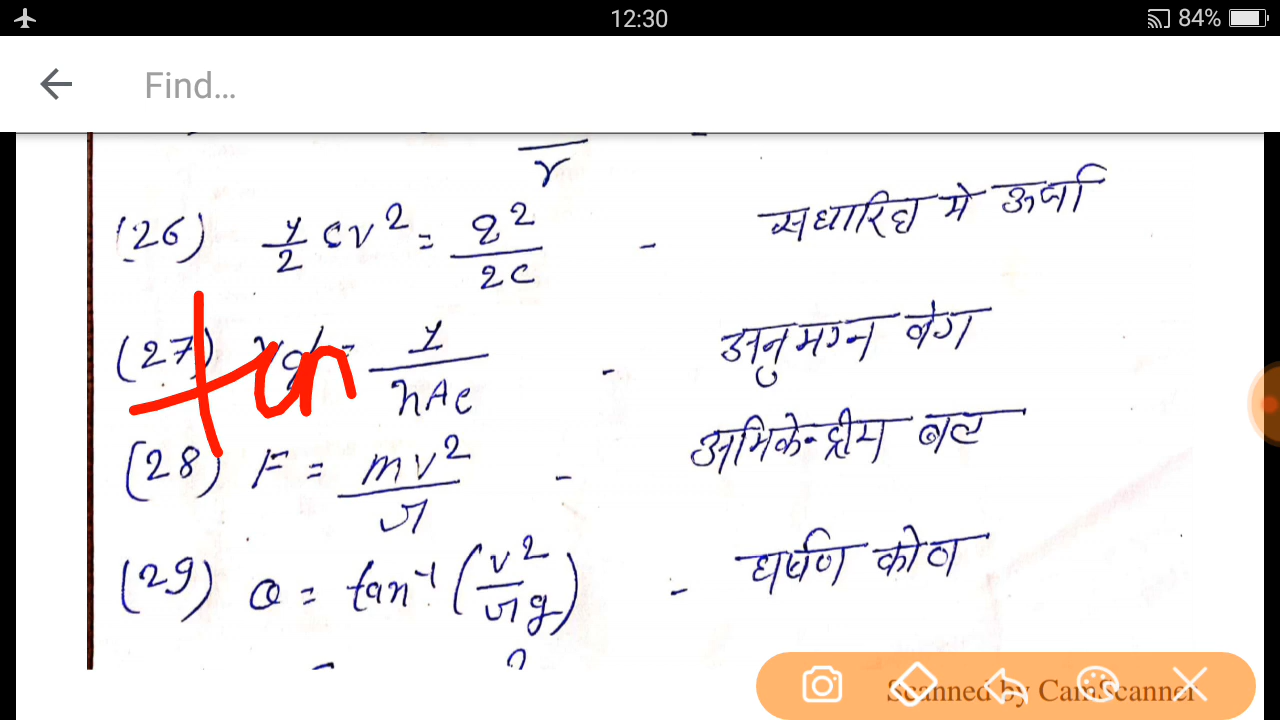 12:30 84%
Find...
r
(26) 1/2 cv² = q²/2c - सधारित्र मे ऊर्जा
(27) = 1/nAe - अनुगमन वेग
(28) F = mv²/r - अभिकेन्द्रीय बल
(29) θ = tan⁻¹ (v²/rg) - घर्षण कोण
Scanned by CamScanner